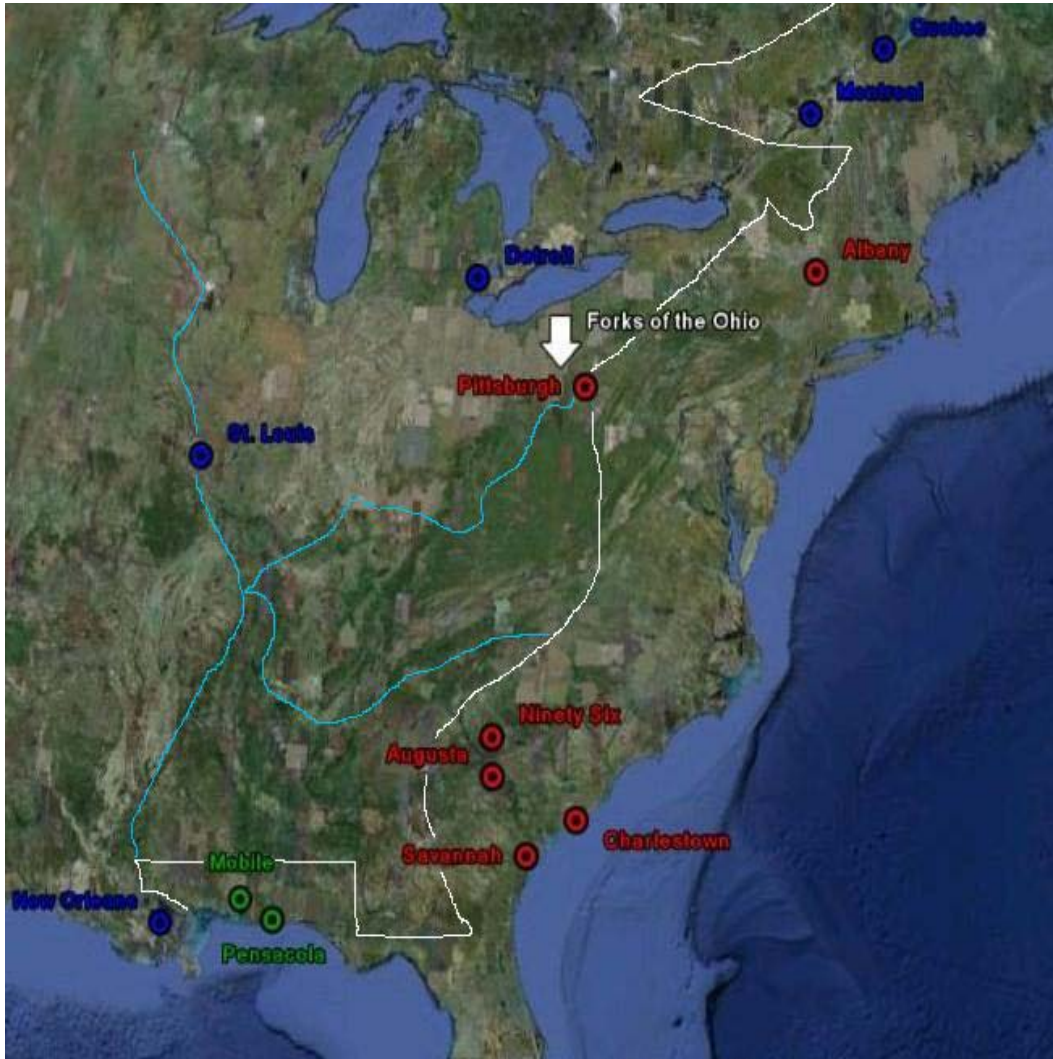 Quebec
Montreal
Detroit
Albany
Forks of the Ohio
Pittsburgh
St. Louis
Ninety Six
Augusta
Charlestown
Savannah
Mobile
New Orleans
Pensacola